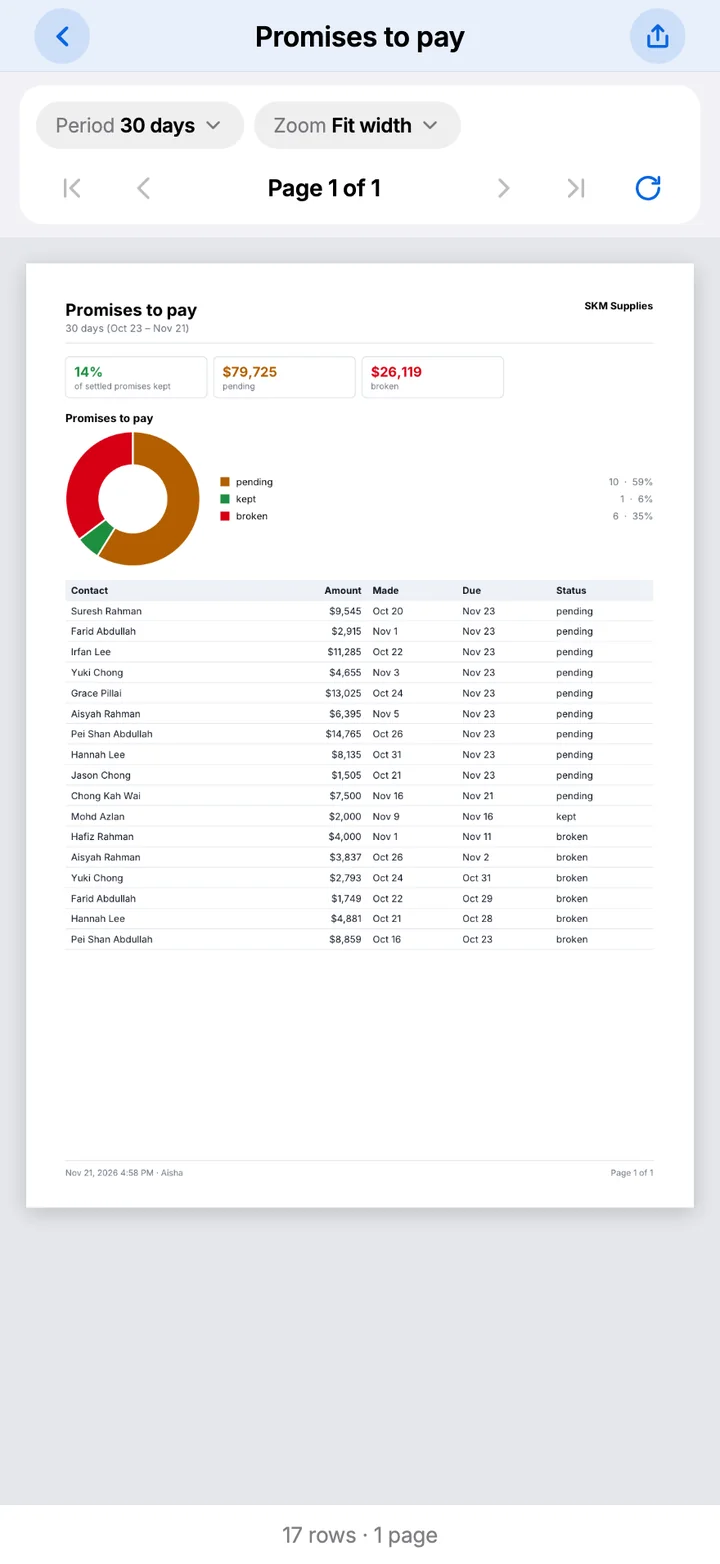 Promises to pay
Period 30 days
Zoom Fit width
Page 1 of 1
Promises to pay
SKM Supplies
30 days (Oct 23 – Nov 21)
14%
of settled promises kept
$79,725
pending
$26,119
broken
Promises to pay
pending 10 · 59%
kept 1 · 6%
broken 6 · 35%
Contact Amount Made Due Status
Suresh Rahman $9,545 Oct 20 Nov 23 pending
Farid Abdullah $2,915 Nov 1 Nov 23 pending
Irfan Lee $11,285 Oct 22 Nov 23 pending
Yuki Chong $4,655 Nov 3 Nov 23 pending
Grace Pillai $13,025 Oct 24 Nov 23 pending
Aisyah Rahman $6,395 Nov 5 Nov 23 pending
Pei Shan Abdullah $14,765 Oct 26 Nov 23 pending
Hannah Lee $8,135 Oct 31 Nov 23 pending
Jason Chong $1,505 Oct 21 Nov 23 pending
Chong Kah Wai $7,500 Nov 16 Nov 21 pending
Mohd Azlan $2,000 Nov 9 Nov 16 kept
Hafiz Rahman $4,000 Nov 1 Nov 11 broken
Aisyah Rahman $3,837 Oct 26 Nov 2 broken
Yuki Chong $2,793 Oct 24 Oct 31 broken
Farid Abdullah $1,749 Oct 22 Oct 29 broken
Hannah Lee $4,881 Oct 21 Oct 28 broken
Pei Shan Abdullah $8,859 Oct 16 Oct 23 broken
Nov 21, 2026 4:58 PM · Aisha
Page 1 of 1
17 rows · 1 page